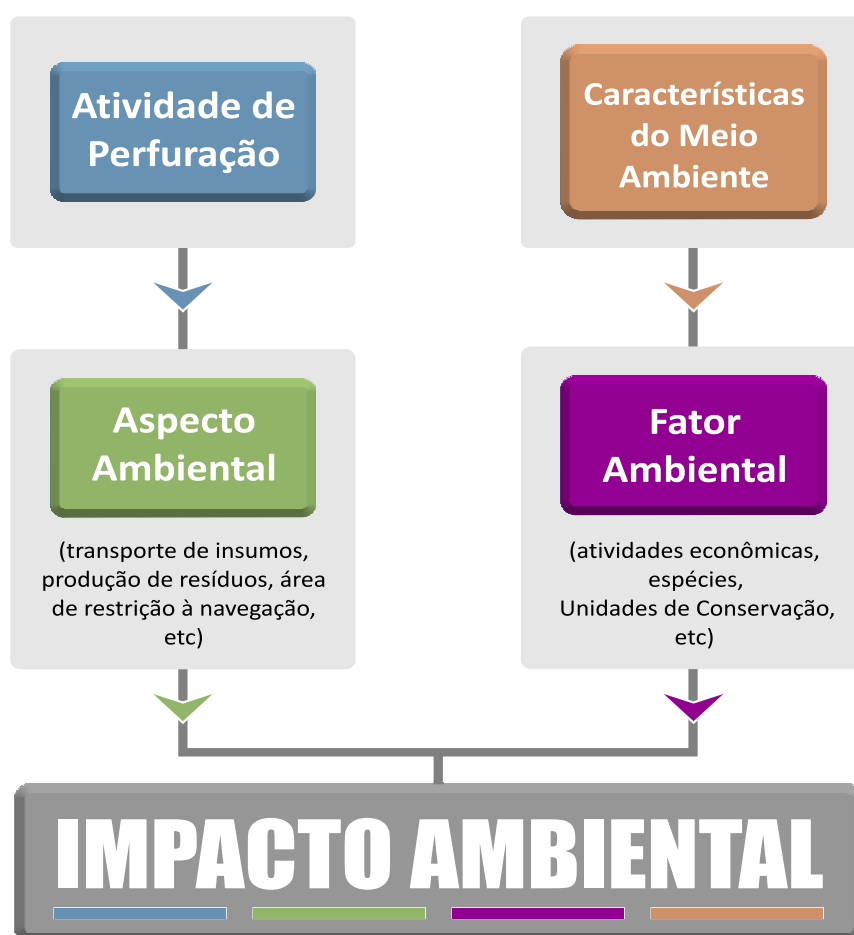 Atividade de
Perfuração
Características
do Meio
Ambiente
Aspecto
Ambiental
(transporte de insumos,
produção de resíduos, área
de restrição à navegação,
etc)
Fator
Ambiental
(atividades econômicas,
espécies,
Unidades de Conservação,
etc)
IMPACTO AMBIENTAL